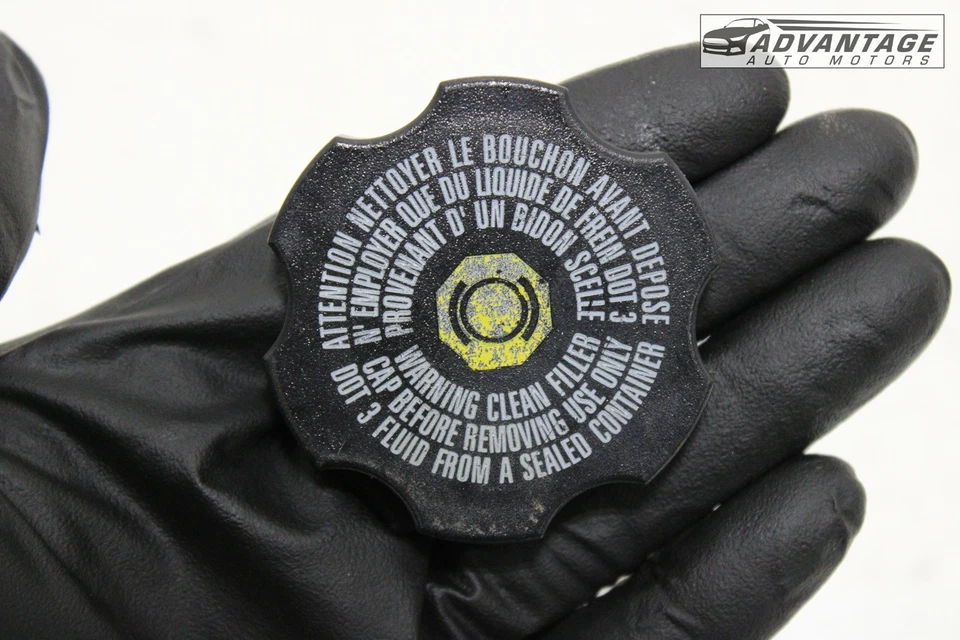 ADVANTAGE
AUTO MOTORS
ATTENTION NETTOYER LE BOUCHON AVANT DEPOSE
N' EMPLOYER QUE DU LIQUIDE DE FREIN DOT 3
PROVENANT D' UN BIDON SCELLE
WARNING CLEAN FILLER
CAP BEFORE REMOVING USE ONLY
DOT 3 FLUID FROM A SEALED CONTAINER